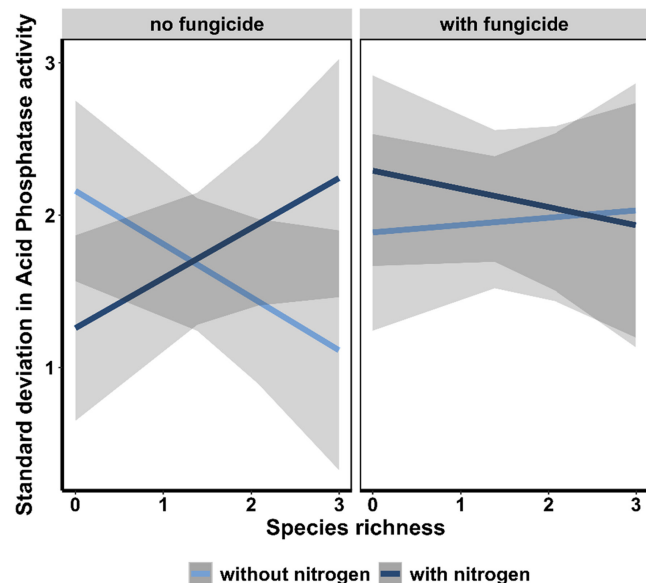 no fungicide
with fungicide
Standard deviation in Acid Phosphatase activity
3
2
1
0 1 2 3
0 1 2 3
Species richness
without nitrogen with nitrogen